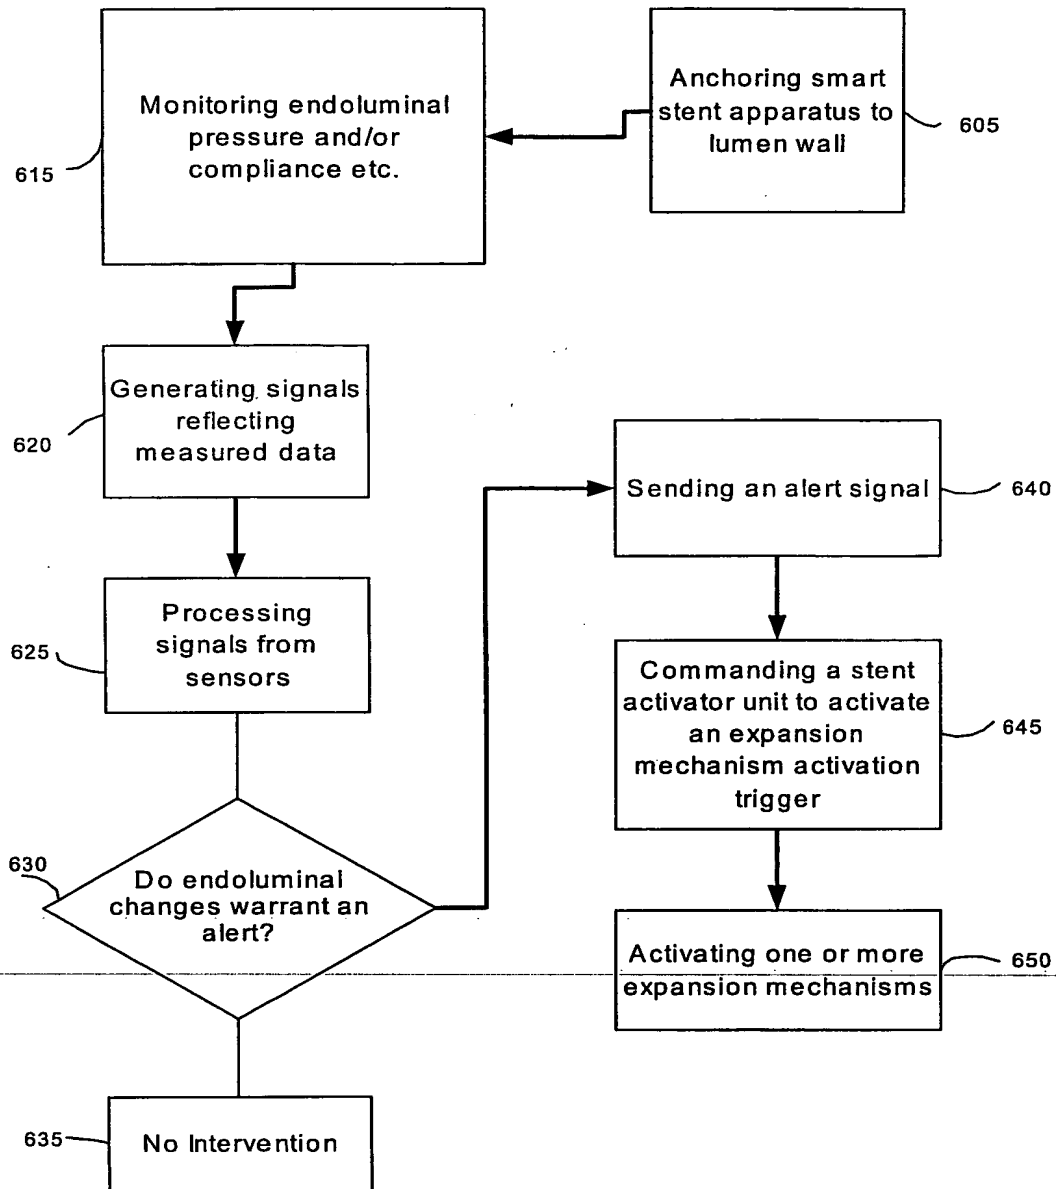 Anchoring smart
stent apparatus to
lumen wall
605
Monitoring endoluminal
pressure and/or
compliance etc.
615
Generating signals
reflecting
measured data
620
Processing
signals from
sensors
625
Do endoluminal
changes warrant an
alert?
630
No Intervention
635
Sending an alert signal
640
Commanding a stent
activator unit to activate
an expansion
mechanism activation
trigger
645
Activating one or more
expansion mechanisms
650